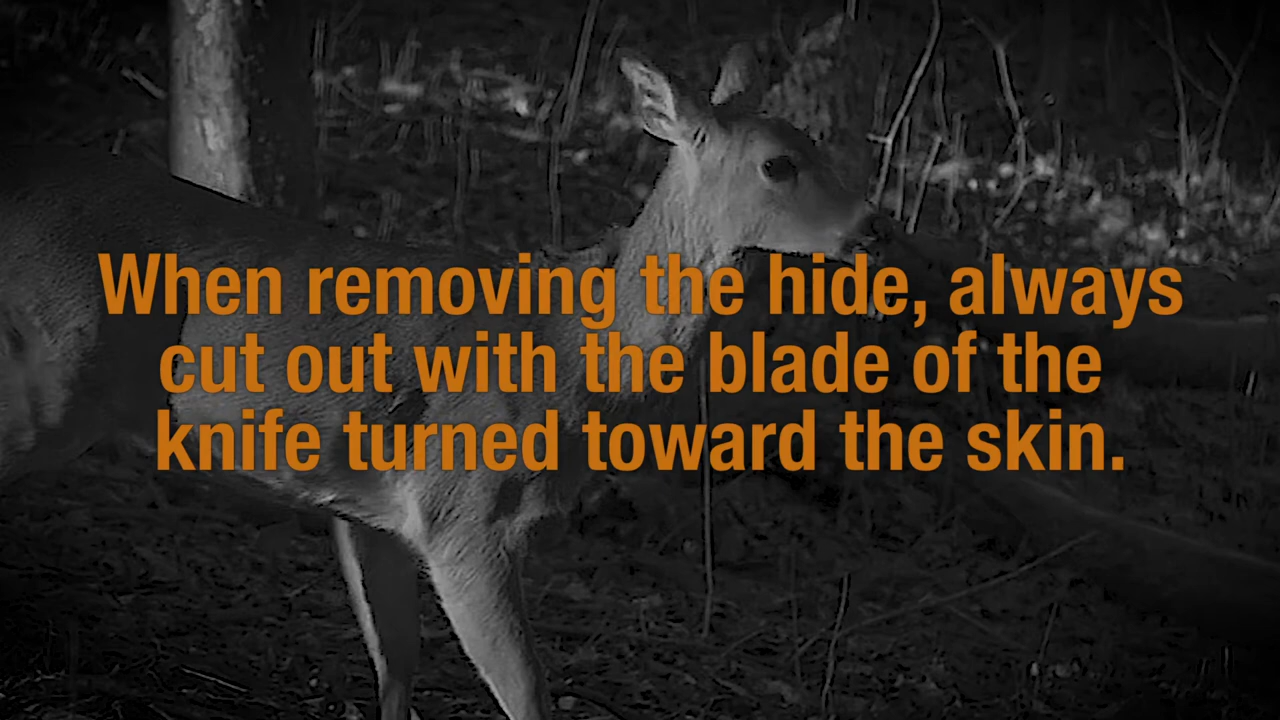 When removing the hide, always
cut out with the blade of the
knife turned toward the skin.